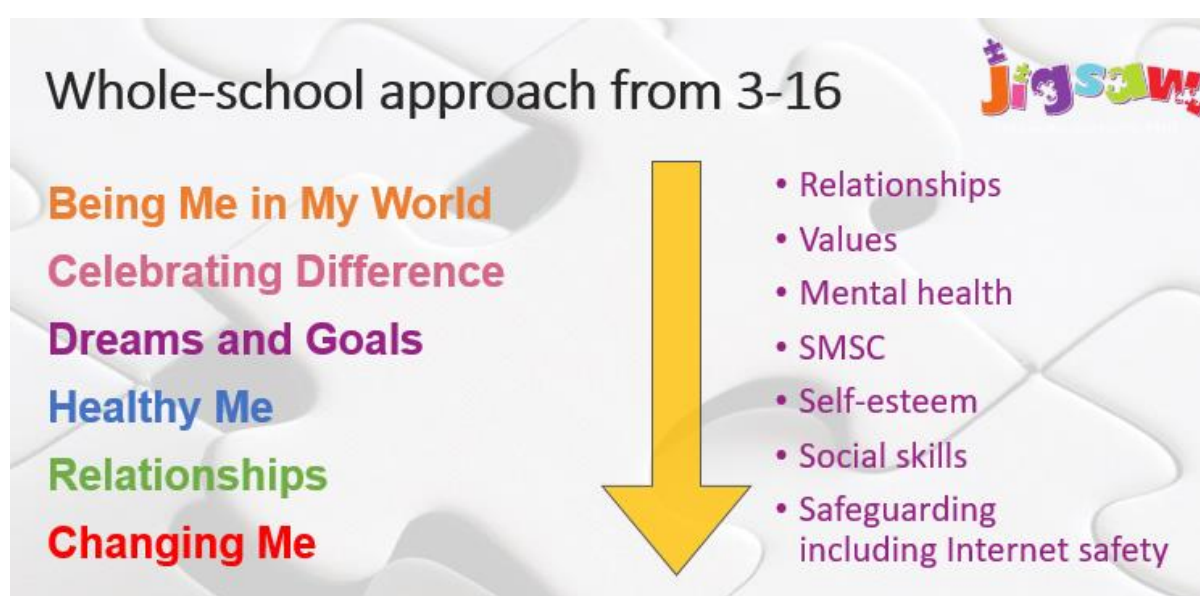 Whole-school approach from 3-16
jigsaw
Being Me in My World
Celebrating Difference
Dreams and Goals
Healthy Me
Relationships
Changing Me
• Relationships
• Values
• Mental health
• SMSC
• Self-esteem
• Social skills
• Safeguarding
including Internet safety